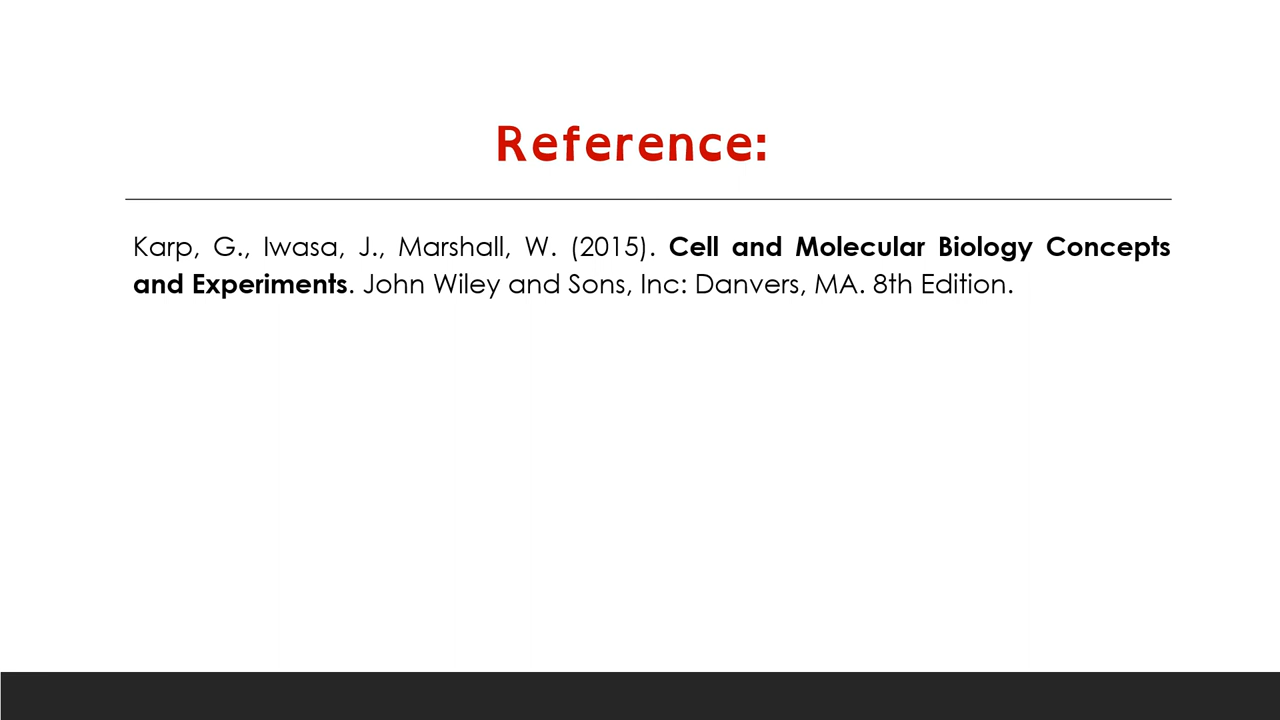 Reference:
Karp, G., Iwasa, J., Marshall, W. (2015). Cell and Molecular Biology Concepts
and Experiments. John Wiley and Sons, Inc: Danvers, MA. 8th Edition.